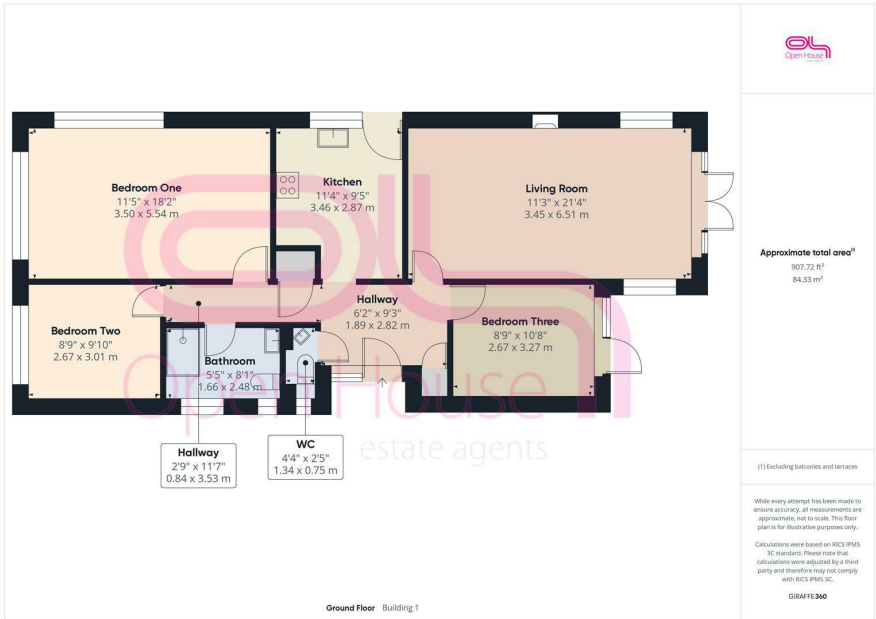 Open House
Bedroom One
11'5" x 18'2"
3.50 x 5.54 m
Kitchen
11'4" x 9'5"
3.46 x 2.87 m
Living Room
11'3" x 21'4"
3.45 x 6.51 m
Approximate total area(1)
907.72 ft²
84.33 m²
Hallway
6'2" x 9'3"
1.89 x 2.82 m
Bedroom Two
8'9" x 9'10"
2.67 x 3.01 m
Bathroom
5'5" x 8'1"
1.66 x 2.48 m
Bedroom Three
8'9" x 10'8"
2.67 x 3.27 m
Open House
estate agents
Hallway
2'9" x 11'7"
0.84 x 3.53 m
WC
4'4" x 2'5"
1.34 x 0.75 m
(1) Excluding balconies and terraces
While every attempt has been made to
ensure accuracy, all measurements are
approximate, not to scale. This floor
plan is for illustrative purposes only.
Calculations were based on RICS IPMS
3C standard. Please note that
calculations were adjusted by a third
party and therefore may not comply
with RICS IPMS 3C.
GIRAFFE360
Ground Floor Building 1